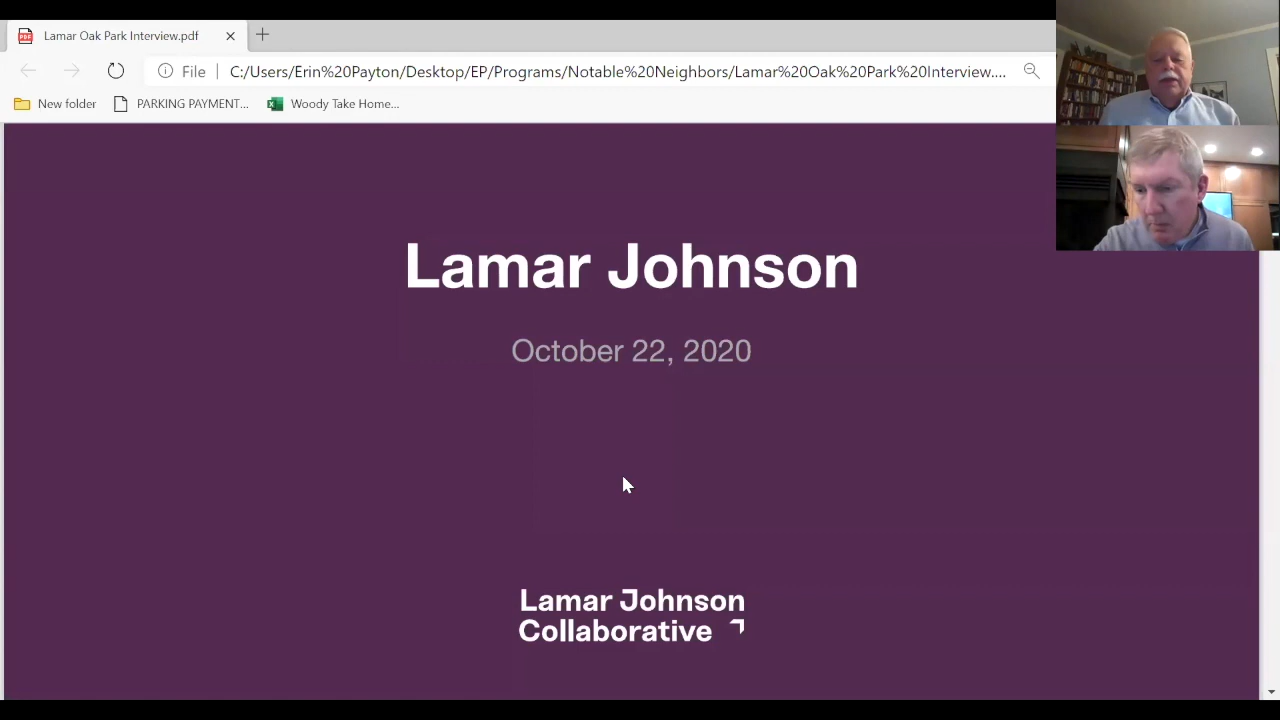 Lamar Oak Park Interview.pdf
File C:/Users/Erin%20Payton/Desktop/EP/Programs/Notable%20Neighbors/Lamar%20Oak%20Park%20Interview....
New folder PARKING PAYMENT... Woody Take Home...
Lamar Johnson
October 22, 2020
Lamar Johnson
Collaborative